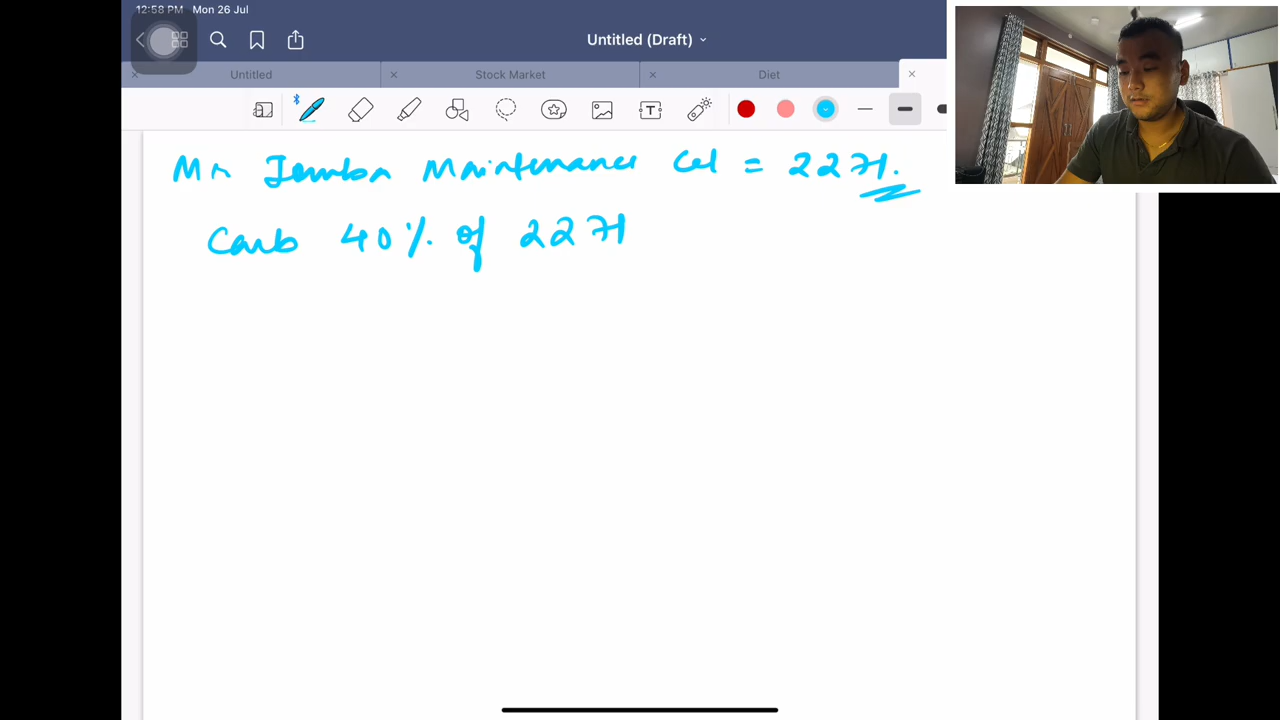 12:58 PM Mon 26 Jul
Untitled (Draft)
Untitled Stock Market Diet
T
Mr Maintenance Cal = 2271.
Carb 40% of 2271